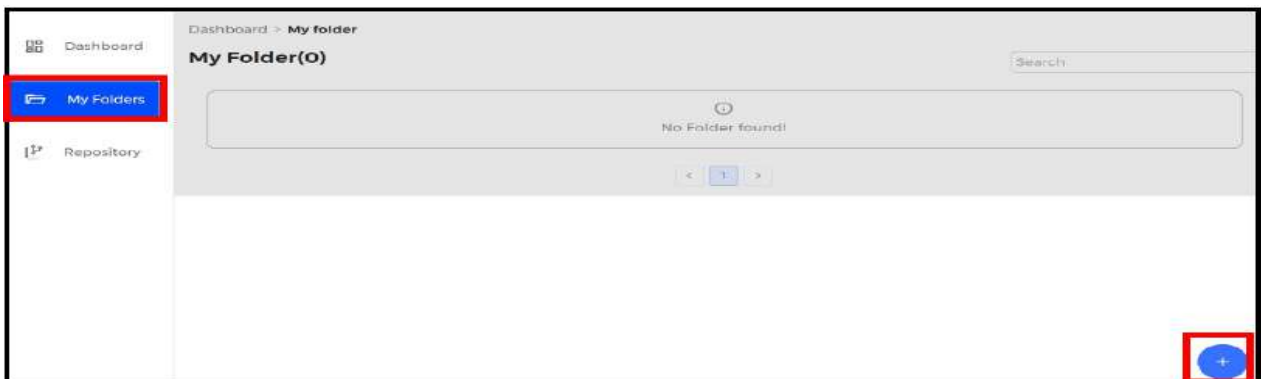 Dashboard
My Folders
Repository
Dashboard > My folder
My Folder(0)
Search
No Folder found!
< 1 >
+